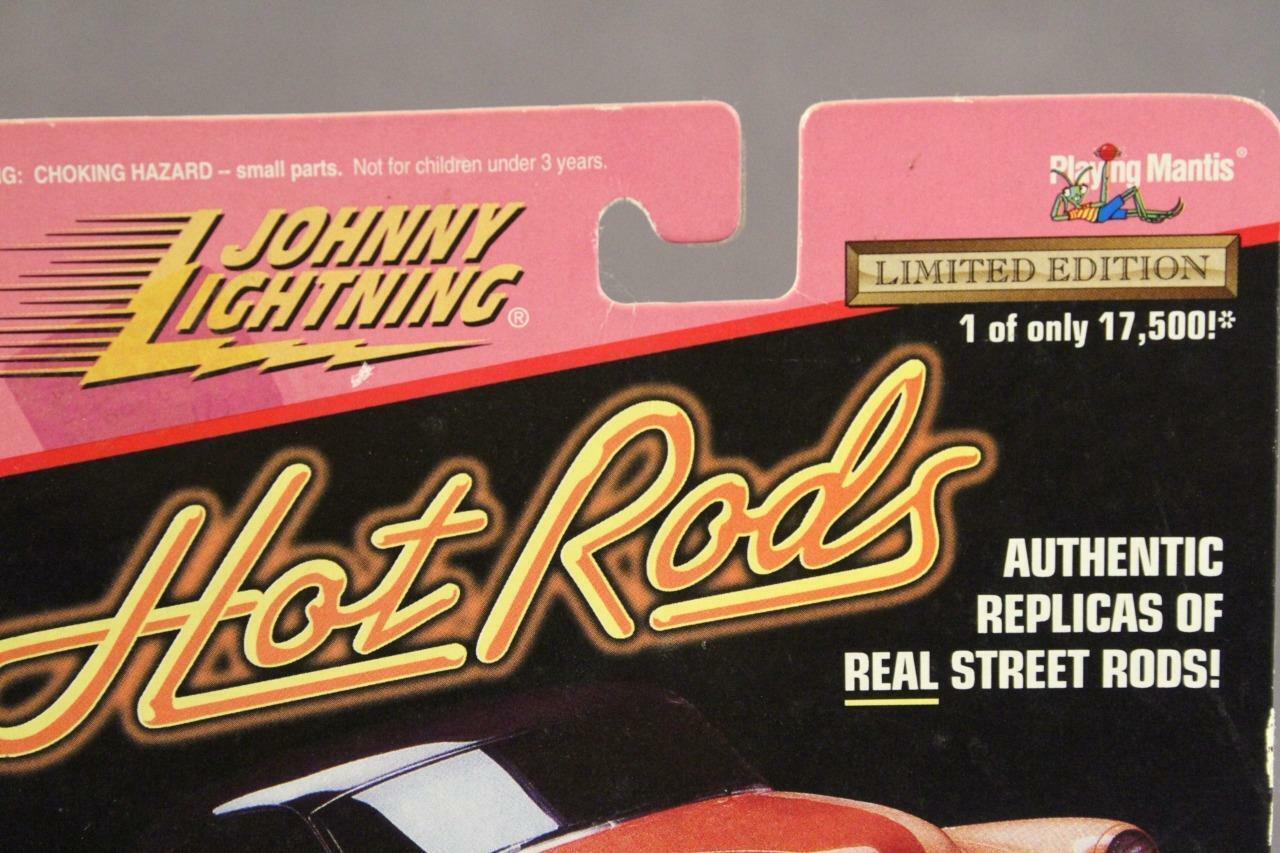 G: CHOKING HAZARD -- small parts. Not for children under 3 years.
Playing Mantis®
JOHNNY
LIGHTNING®
LIMITED EDITION
1 of only 17,500!*
Hot Rods
AUTHENTIC
REPLICAS OF
REAL STREET RODS!